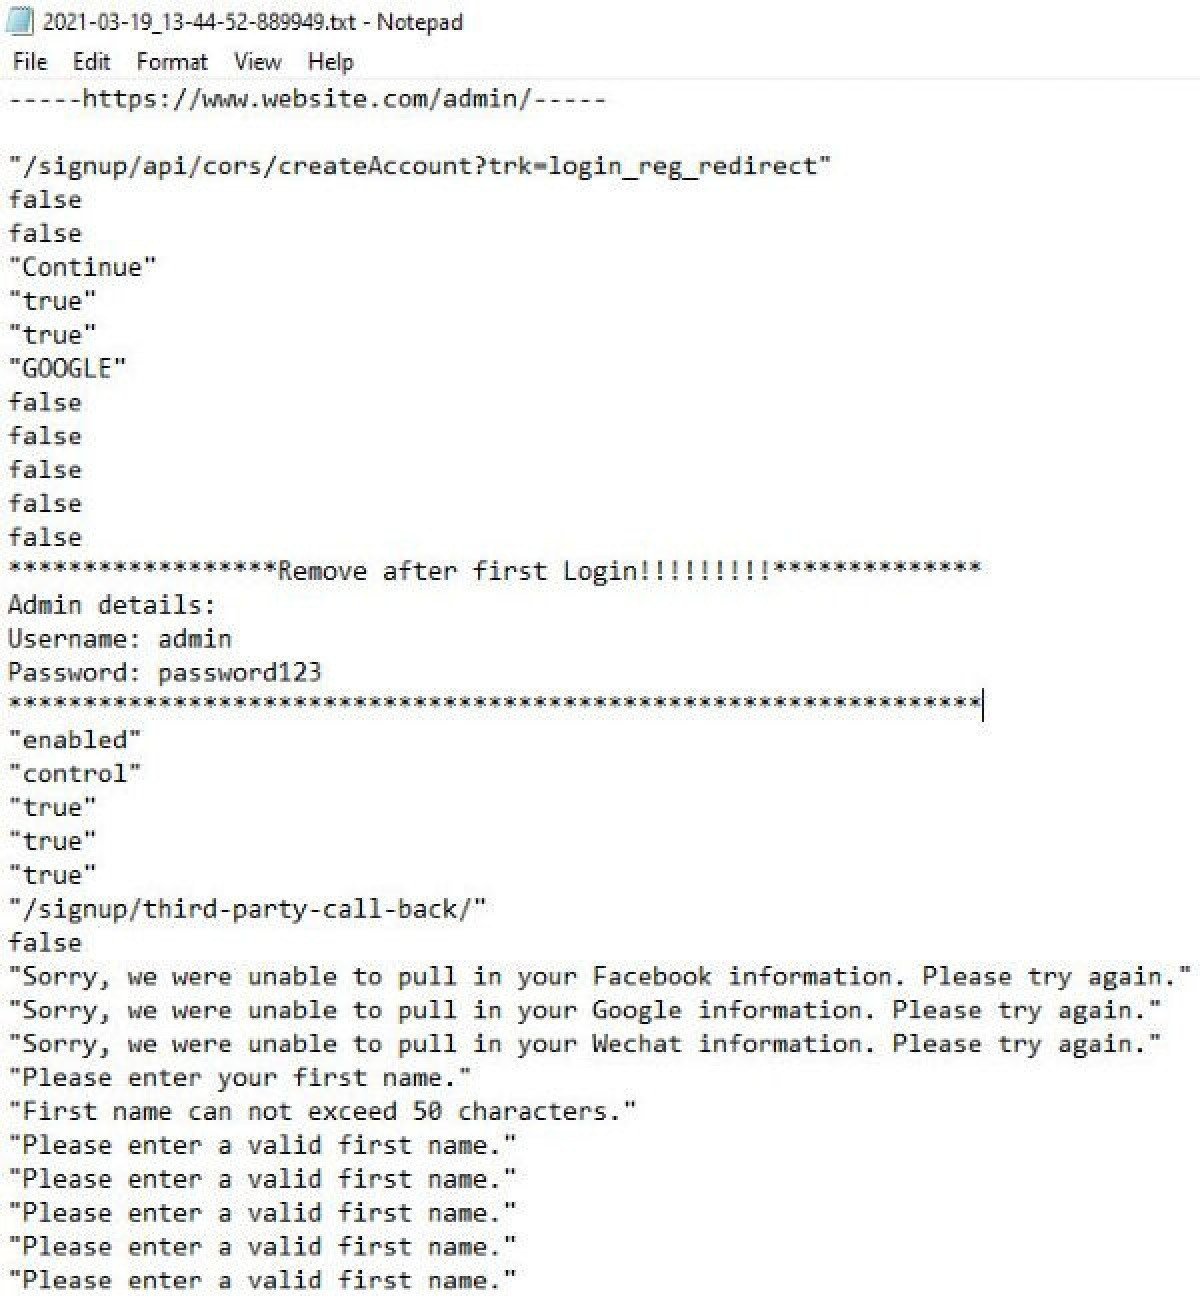 2021-03-19_13-44-52-889949.txt - Notepad
File Edit Format View Help
-----https://www.website.com/admin/-----
"/signup/api/cors/createAccount?trk=login_reg_redirect"
false
false
"Continue"
"true"
"true"
"GOOGLE"
false
false
false
false
false
******************Remove after first Login!!!!!!!!!**************
Admin details:
Username: admin
Password: password123
*****************************************************************
"enabled"
"control"
"true"
"true"
"true"
"/signup/third-party-call-back/"
false
"Sorry, we were unable to pull in your Facebook information. Please try again."
"Sorry, we were unable to pull in your Google information. Please try again."
"Sorry, we were unable to pull in your Wechat information. Please try again."
"Please enter your first name."
"First name can not exceed 50 characters."
"Please enter a valid first name."
"Please enter a valid first name."
"Please enter a valid first name."
"Please enter a valid first name."
"Please enter a valid first name."